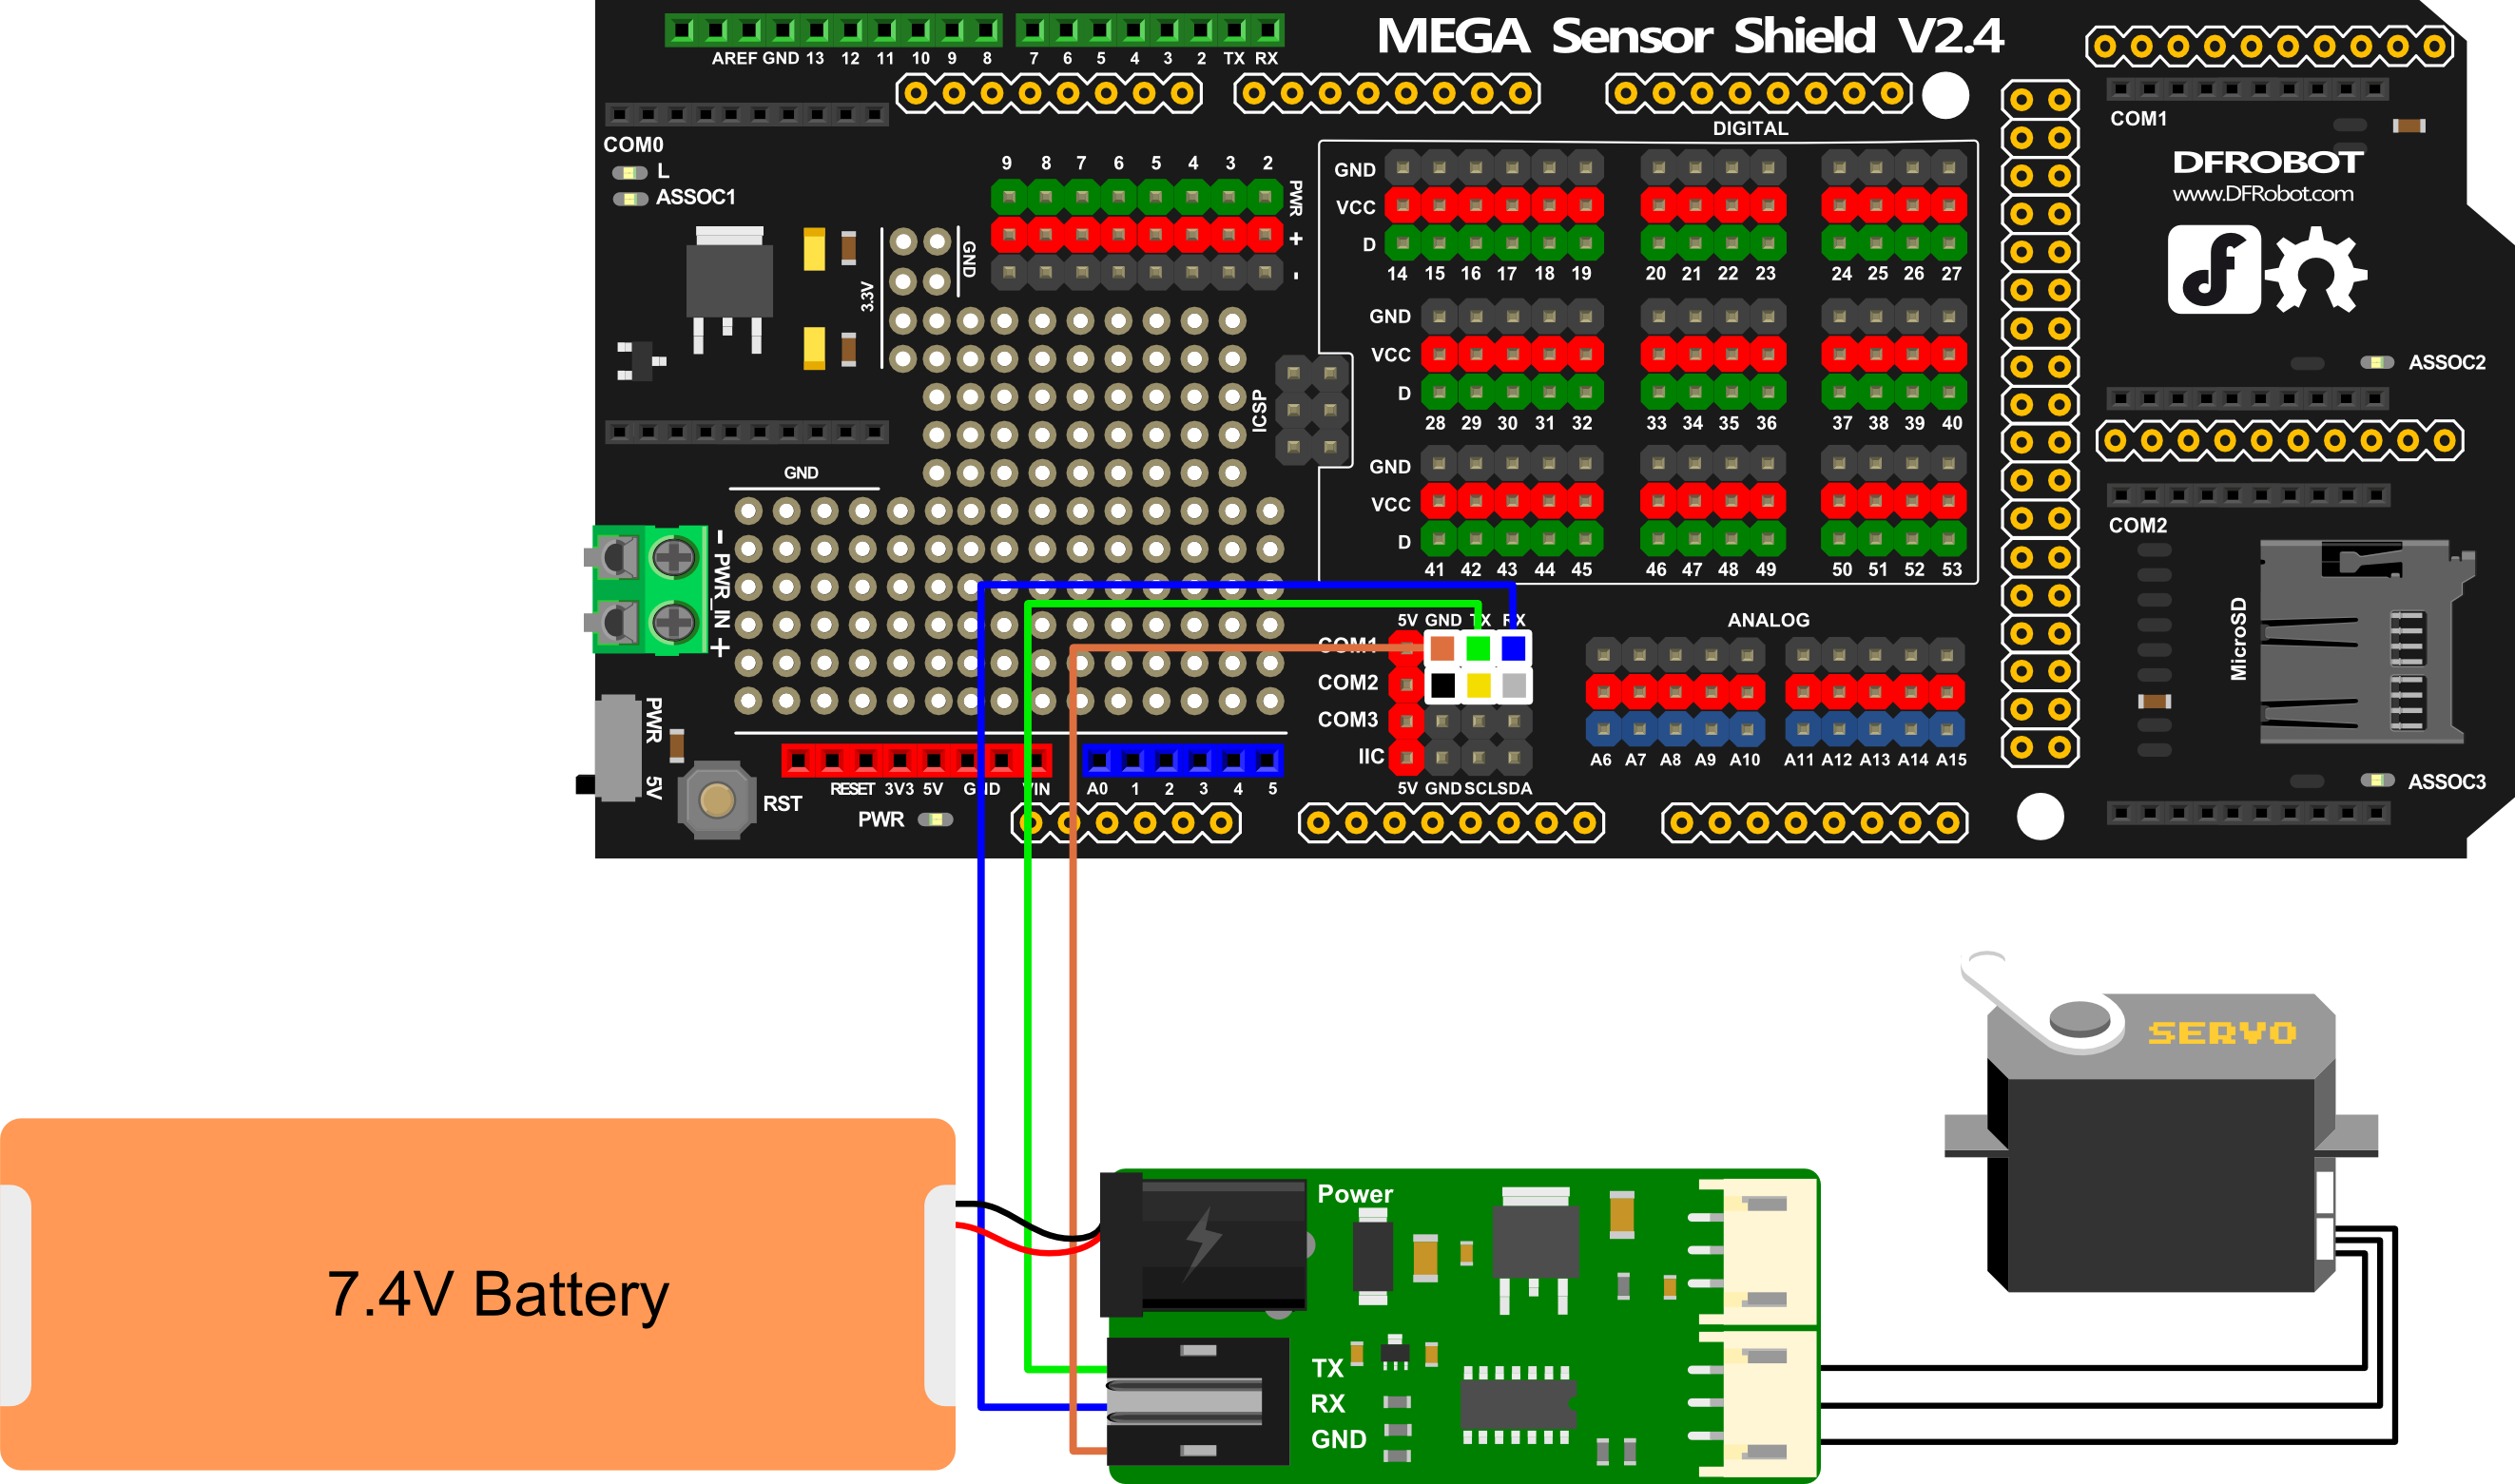 MEGA Sensor Shield V2.4
AREF GND 13 12 11 10 9 8 7 6 5 4 3 2 TX RX
COM0
L
ASSOC1
9 8 7 6 5 4 3 2
PWR
+
-
3.3V
GND
ICSP
DIGITAL
GND
VCC
D
14 15 16 17 18 19 20 21 22 23 24 25 26 27
GND
VCC
D
28 29 30 31 32 33 34 35 36 37 38 39 40
GND
VCC
D
41 42 43 44 45 46 47 48 49 50 51 52 53
COM1
DFROBOT
www.DFRobot.com
ASSOC2
COM2
MicroSD
ASSOC3
GND
- PWR_IN +
PWR
5V
RST
RESET 3V3 5V GND VIN A0 1 2 3 4 5
PWR
5V GND TX RX
COM1
COM2
COM3
IIC
5V GND SCL SDA
ANALOG
A6 A7 A8 A9 A10 A11 A12 A13 A14 A15
SERVO
7.4V Battery
Power
TX
RX
GND